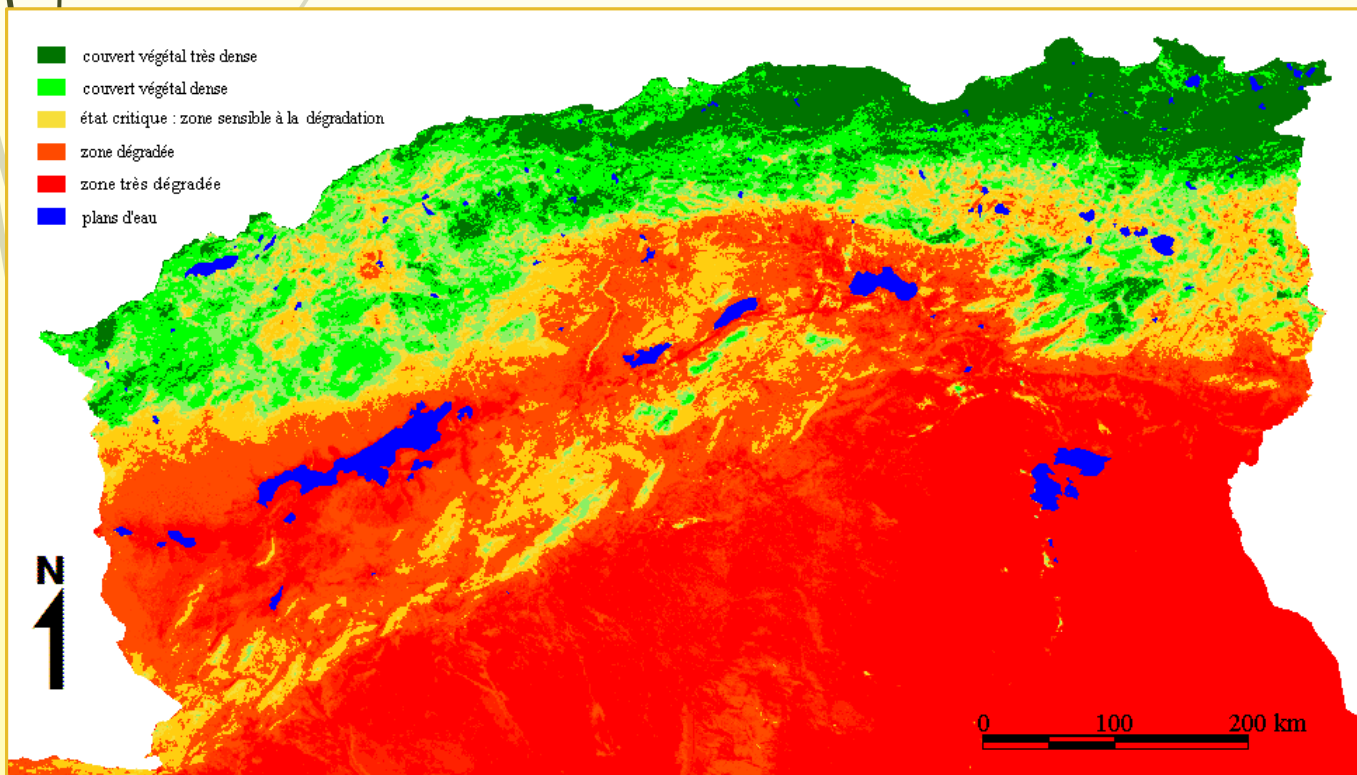 couvert végétal très dense
couvert végétal dense
état critique : zone sensible à la dégradation
zone dégradée
zone très dégradée
plans d'eau
N
0 100 200 km